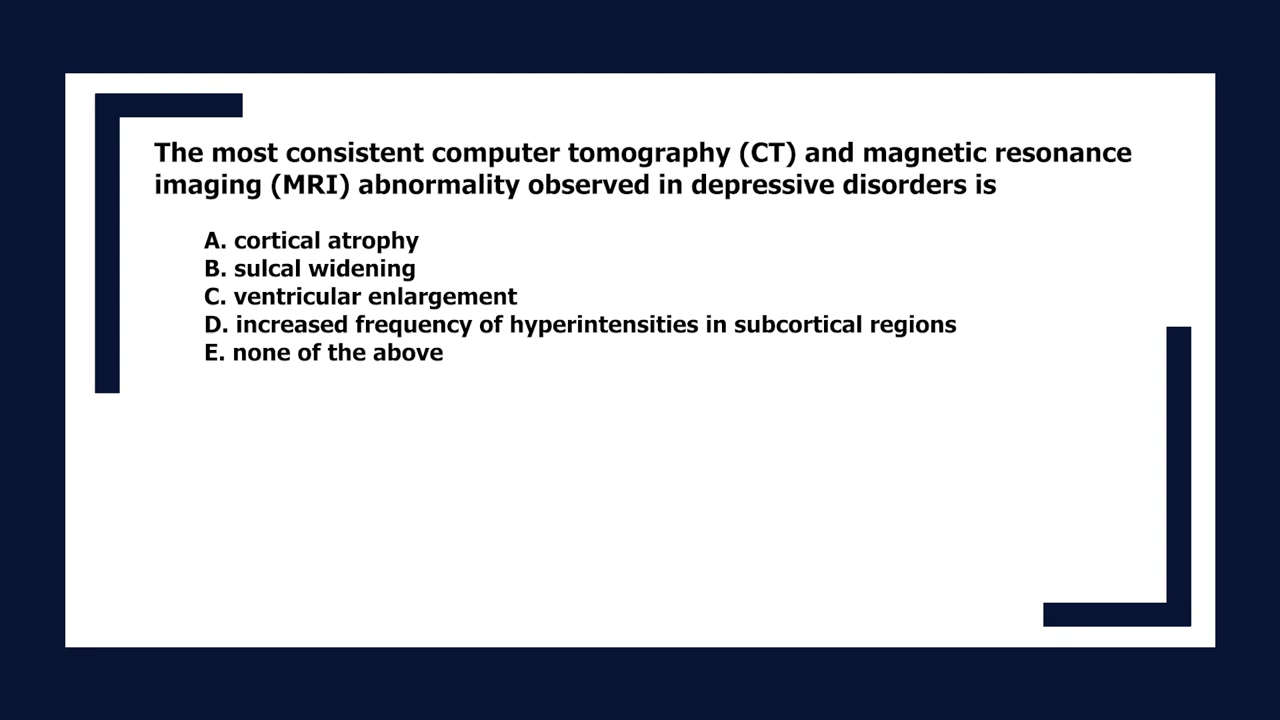 The most consistent computer tomography (CT) and magnetic resonance
imaging (MRI) abnormality observed in depressive disorders is
A. cortical atrophy
B. sulcal widening
C. ventricular enlargement
D. increased frequency of hyperintensities in subcortical regions
E. none of the above